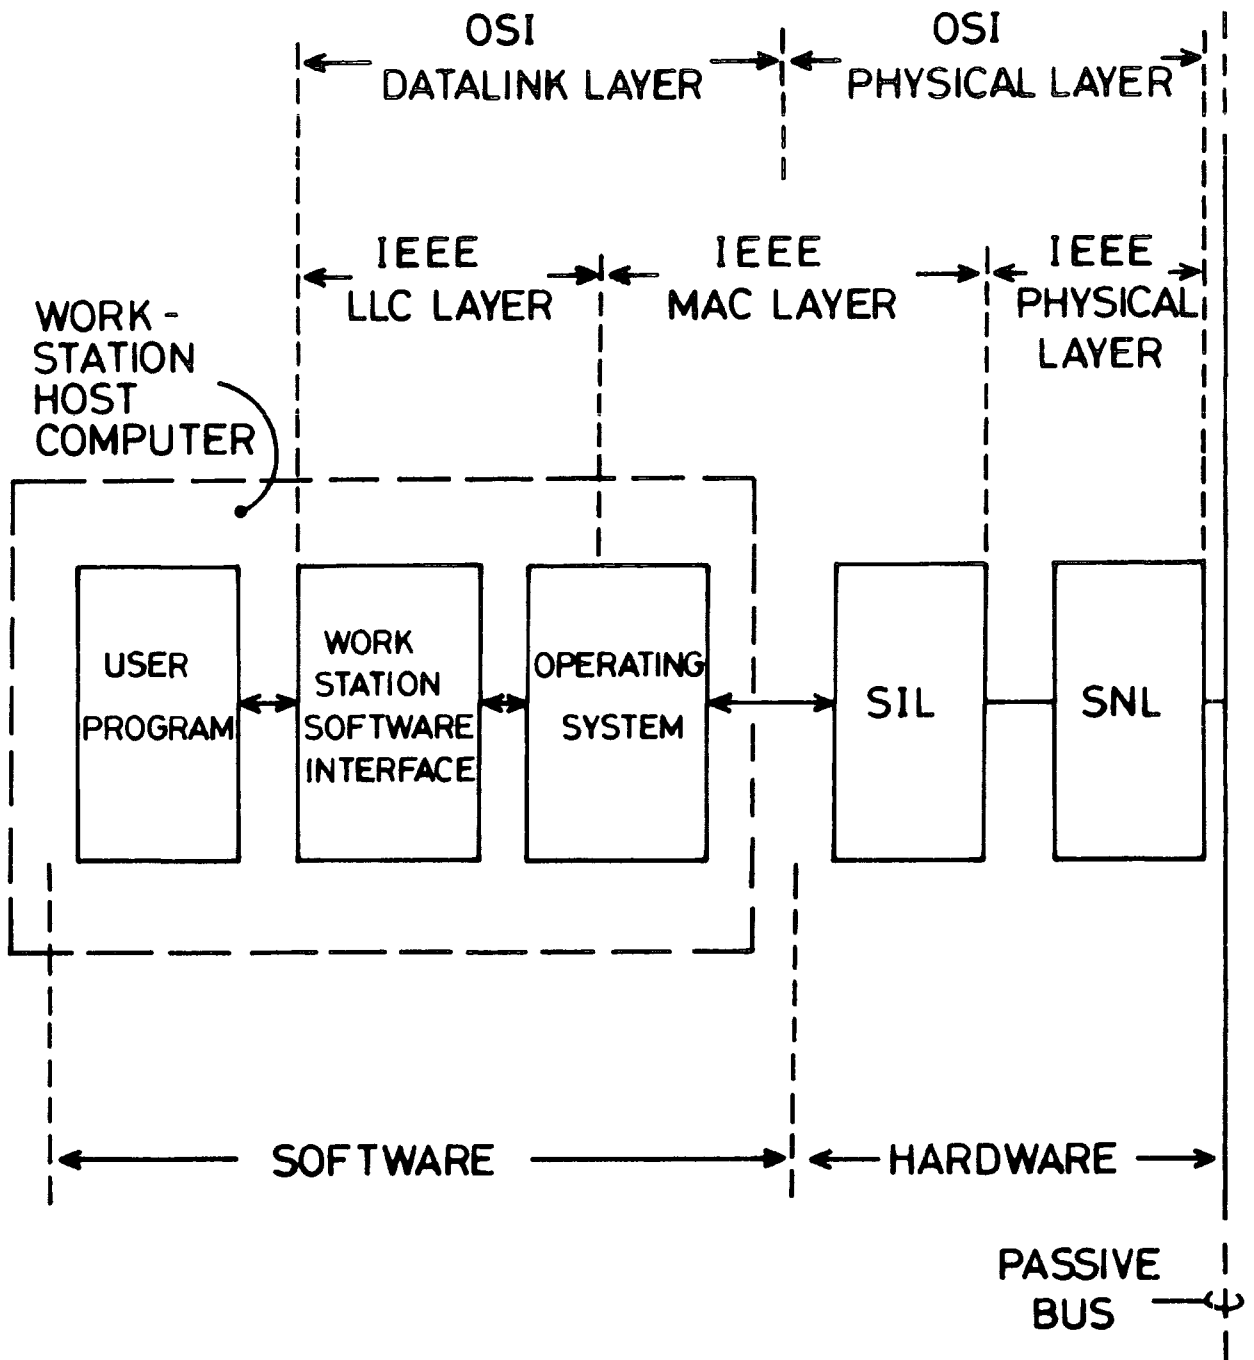 OSI
DATALINK LAYER
OSI
PHYSICAL LAYER
IEEE
LLC LAYER
IEEE
MAC LAYER
IEEE
PHYSICAL
LAYER
WORK-
STATION
HOST
COMPUTER
USER
PROGRAM
WORK
STATION
SOFTWARE
INTERFACE
OPERATING
SYSTEM
SIL
SNL
SOFTWARE
HARDWARE
PASSIVE
BUS